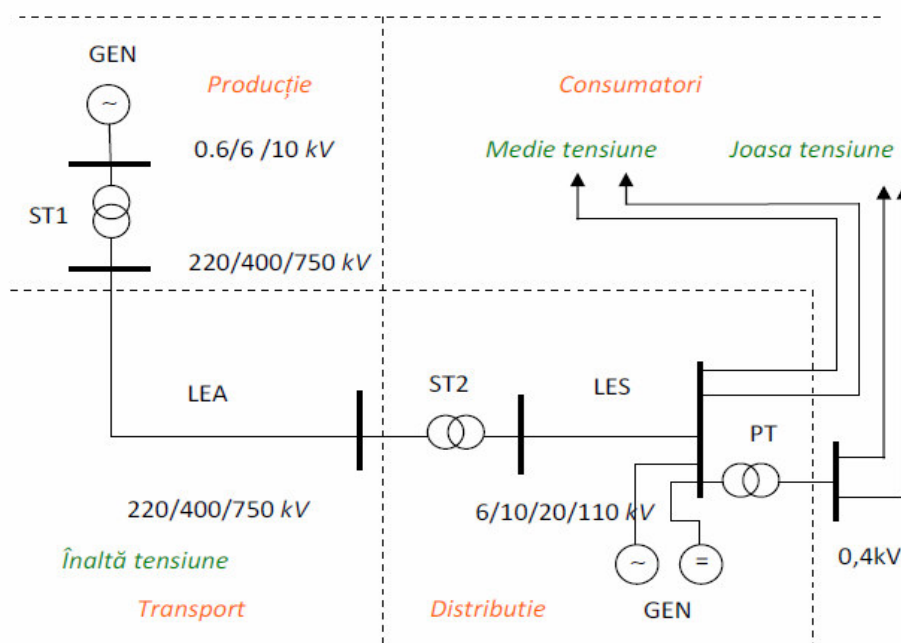 GEN
Producție
Consumatori
~
0.6/6 /10 kV
Medie tensiune
Joasa tensiune
ST1
220/400/750 kV
LEA
ST2
LES
PT
220/400/750 kV
6/10/20/110 kV
Înaltă tensiune
~
=
0,4kV
Transport
Distributie
GEN